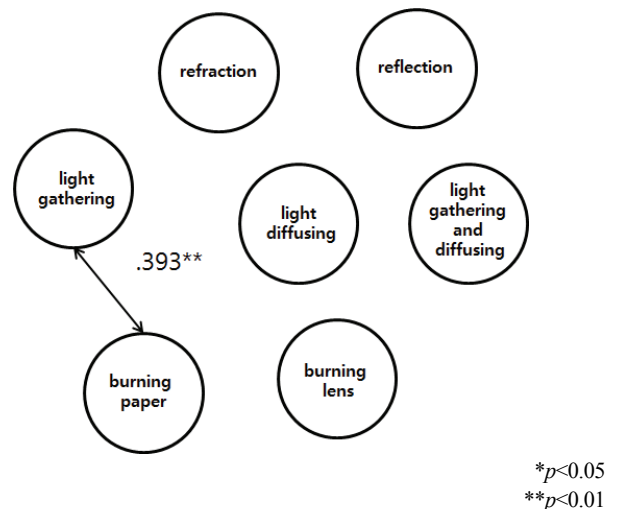 refraction
reflection
light
gathering
light
diffusing
light
gathering
and
diffusing
.393**
burning
paper
burning
lens
*p<0.05
**p<0.01